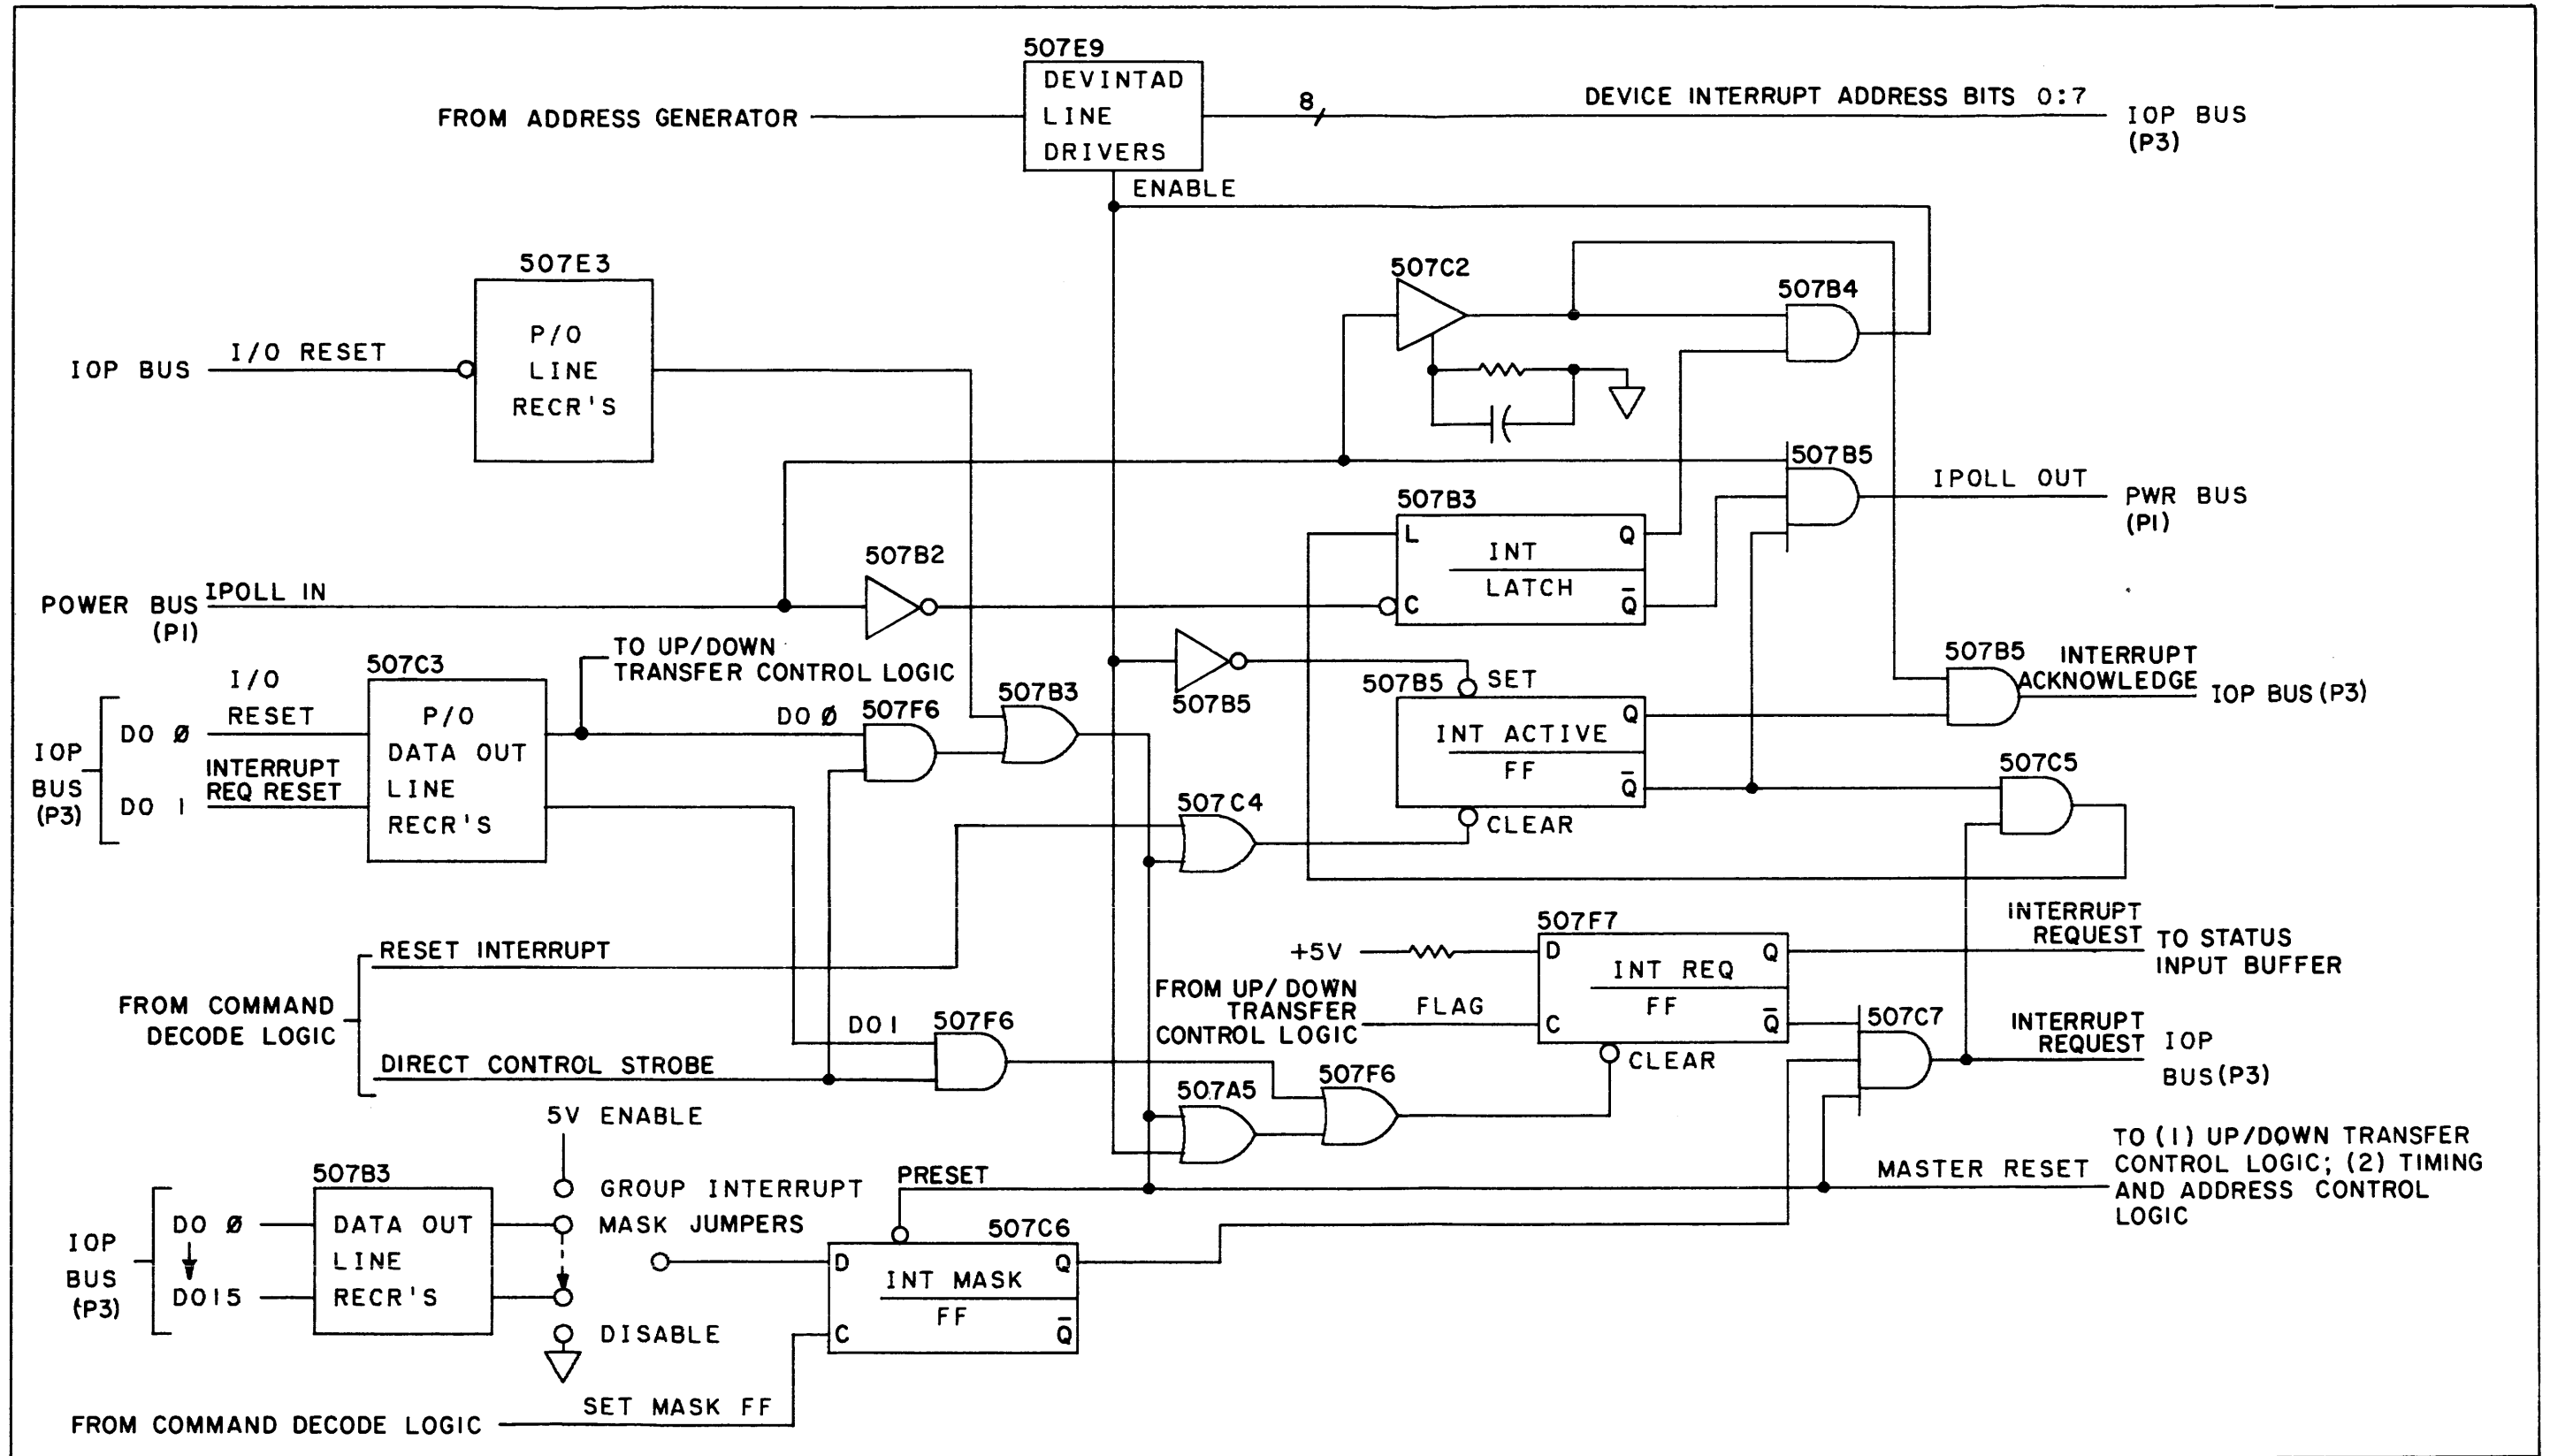 507E9
DEVINTAD
LINE
DRIVERS
FROM ADDRESS GENERATOR
8
DEVICE INTERRUPT ADDRESS BITS 0:7
IOP BUS
(P3)
ENABLE
507E3
P/O
LINE
RECR'S
IOP BUS
I/O RESET
507C2
507B4
507B5
IPOLL OUT
PWR BUS
(P1)
507B3
L
INT
LATCH
C
Q
Q̅
507B2
POWER BUS
(P1)
IPOLL IN
TO UP/DOWN
TRANSFER CONTROL LOGIC
507C3
P/O
DATA OUT
LINE
RECR'S
I/O
RESET
DO Ø
INTERRUPT
REQ RESET
DO 1
IOP
BUS
(P3)
DO Ø
507F6
507B3
507B5
507B5
SET
INT ACTIVE
FF
Q
Q̅
CLEAR
507B5
INTERRUPT
ACKNOWLEDGE
IOP BUS (P3)
507C5
507C4
RESET INTERRUPT
FROM COMMAND
DECODE LOGIC
DIRECT CONTROL STROBE
DO1
507F6
+5V
FROM UP/DOWN
TRANSFER
CONTROL LOGIC
FLAG
507F7
D
INT REQ
FF
C
Q
Q̅
CLEAR
INTERRUPT
REQUEST
TO STATUS
INPUT BUFFER
507C7
INTERRUPT
REQUEST
IOP
BUS(P3)
507A5
507F6
5V ENABLE
GROUP INTERRUPT
MASK JUMPERS
DISABLE
507B3
DATA OUT
LINE
RECR'S
DO Ø
DO15
IOP
BUS
(P3)
PRESET
507C6
D
INT MASK
FF
C
Q
Q̅
MASTER RESET
TO (1) UP/DOWN TRANSFER
CONTROL LOGIC; (2) TIMING
AND ADDRESS CONTROL
LOGIC
FROM COMMAND DECODE LOGIC
SET MASK FF